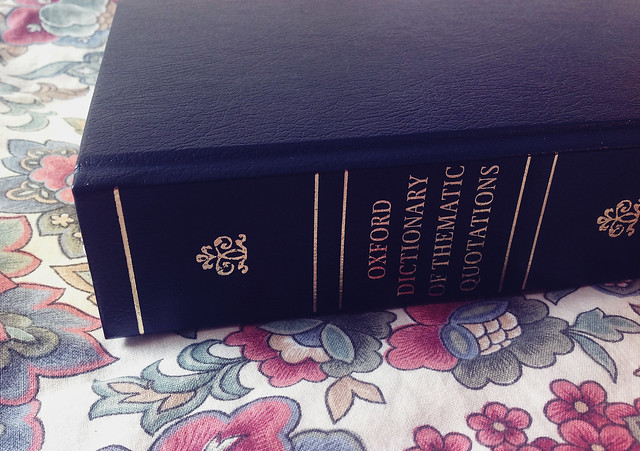 OXFORD
DICTIONARY
OF THEMATIC
QUOTATIONS